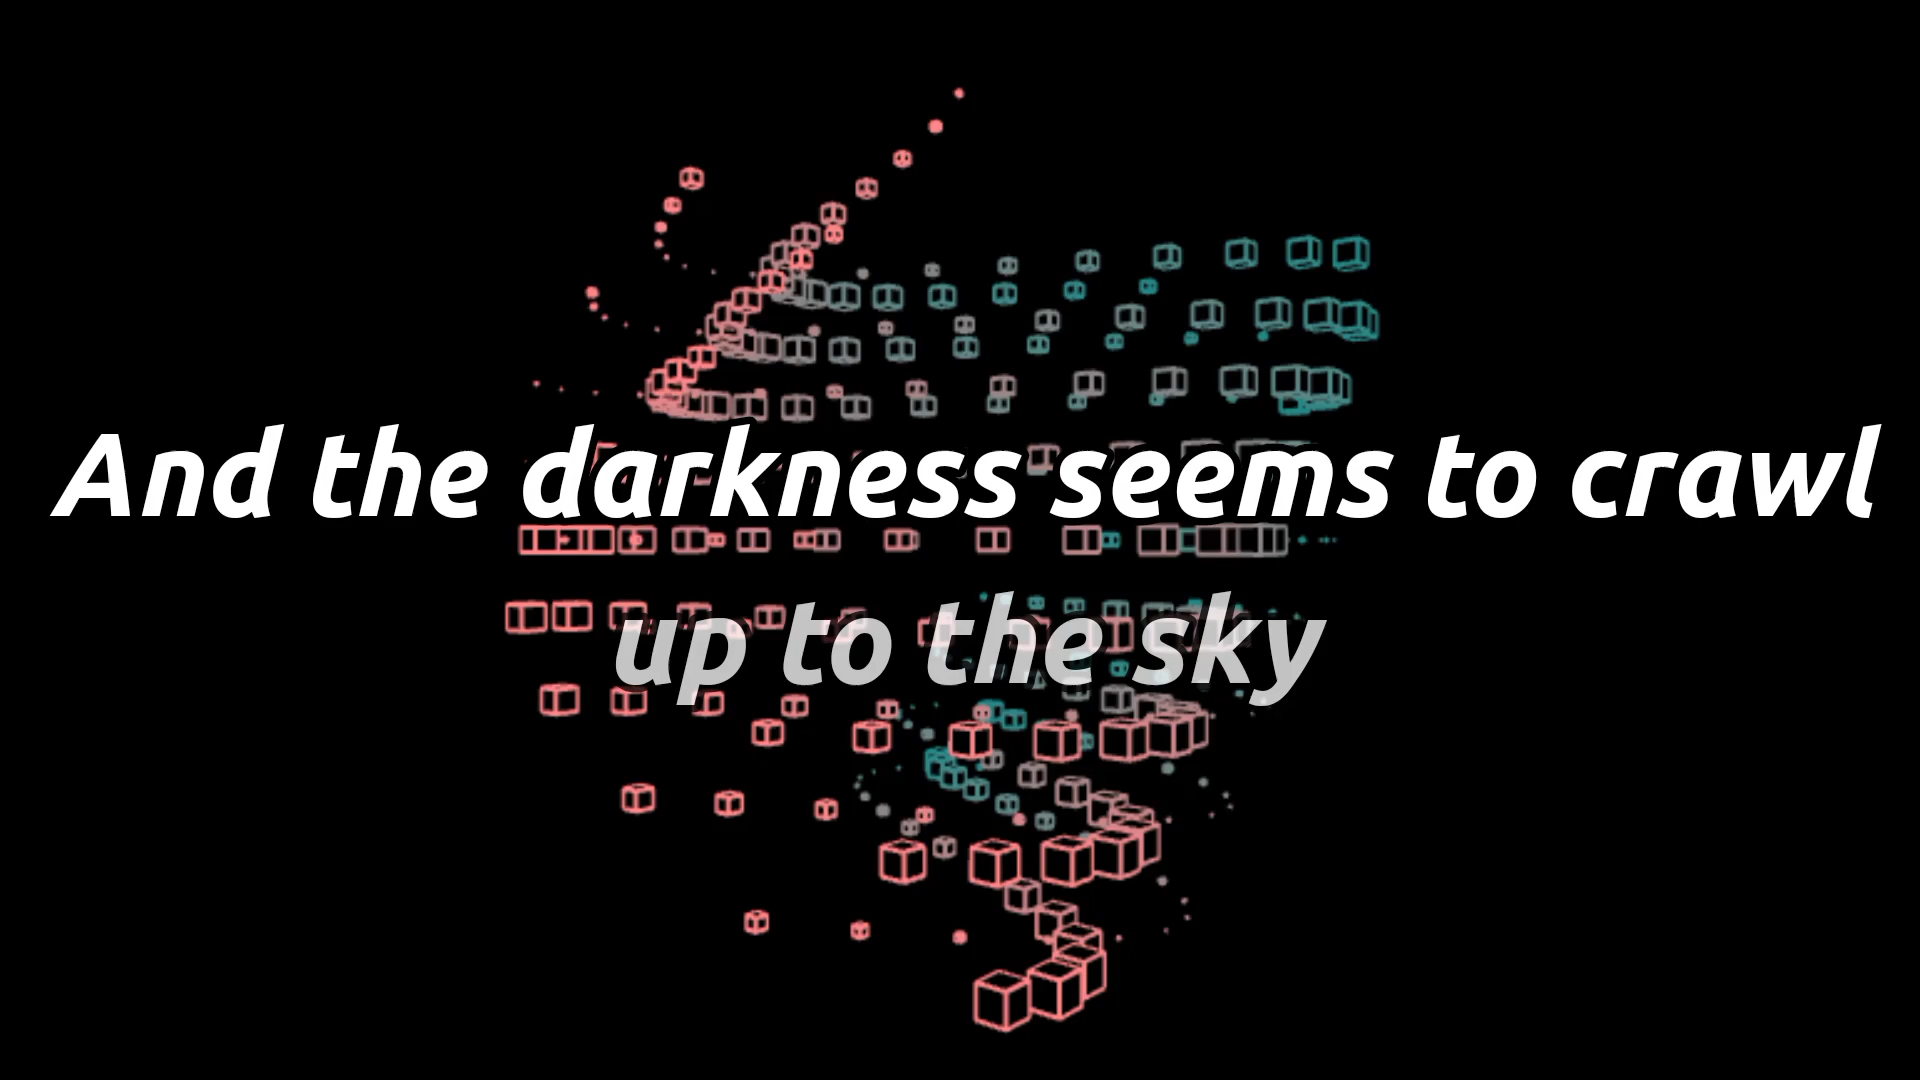 And the darkness seems to crawl
up to the sky